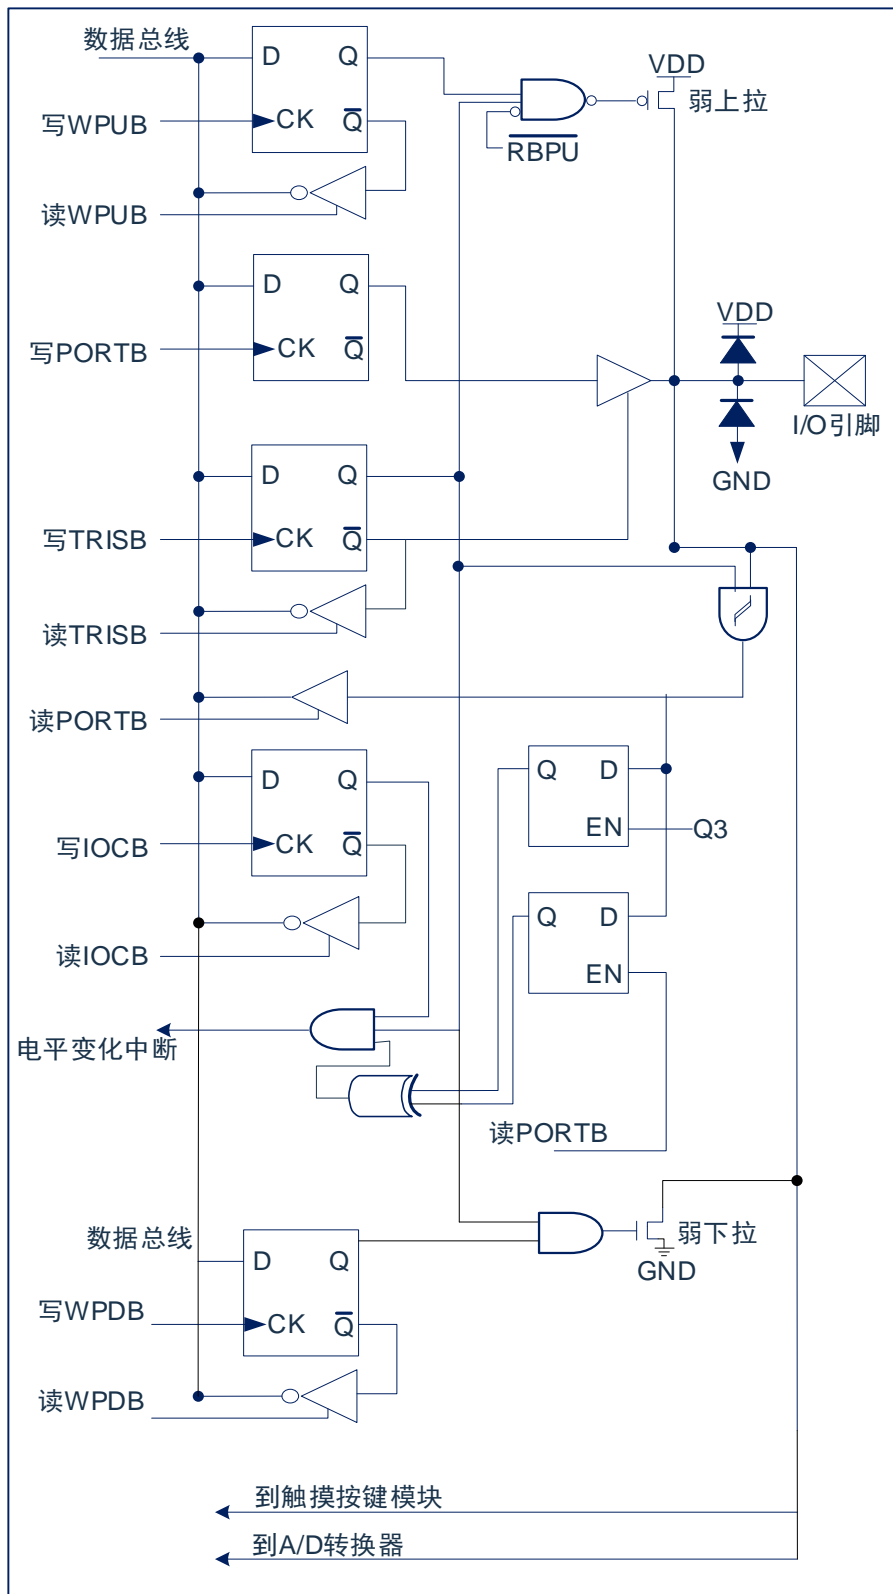 数据总线
D
Q
VDD
弱上拉
写WPUB
CK
Q̅
R̅B̅P̅U̅
读WPUB
D
Q
VDD
写PORTB
CK
Q̅
I/O引脚
D
Q
GND
写TRISB
CK
Q̅
读TRISB
读PORTB
D
Q
Q
D
写IOCB
CK
Q̅
EN
Q3
Q
D
读IOCB
EN
电平变化中断
读PORTB
数据总线
弱下拉
D
Q
GND
写WPDB
CK
Q̅
读WPDB
到触摸按键模块
到A/D转换器